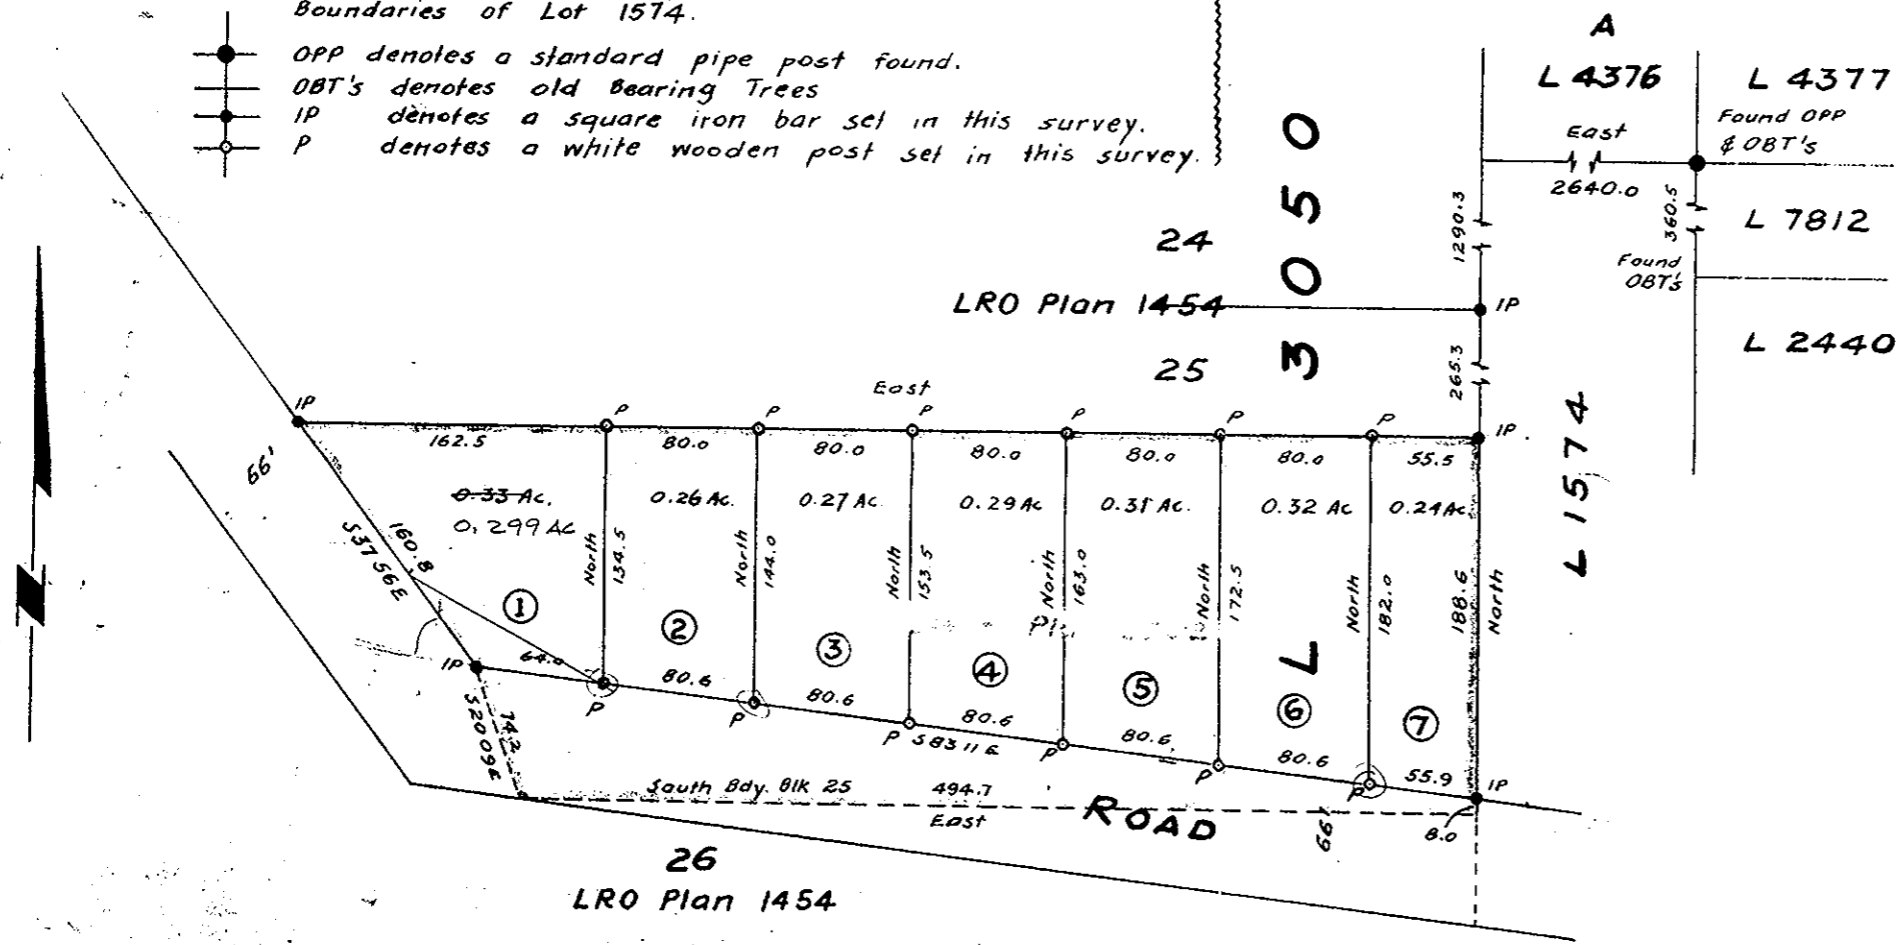 Boundaries of Lot 1574.
OPP denotes a standard pipe post found.
OBT's denotes old Bearing Trees
IP denotes a square iron bar set in this survey.
P denotes a white wooden post set in this survey.
A
L 4376
L 4377
Found OPP
& OBT's
East
2640.0
360.5
L 7812
Found
OBT's
L 2440
1290.3
24
LRO Plan 1454
IP
25
265.3
L 3050
L 1574
East
IP
P
P
P
P
P
P
IP
162.5
80.0
80.0
80.0
80.0
80.0
55.5
66'
0.33 Ac.
0.299 Ac
0.26 Ac.
0.27 Ac.
0.29 Ac
0.31 Ac.
0.32 Ac
0.24 Ac.
160.8
S37 56E
North
134.5
North
144.0
North
153.5
North
163.0
North
172.5
North
182.0
188.6
North
1
2
3
4
5
6
7
IP
64.0
80.6
80.6
80.6
80.6
80.6
55.9
P
P
P
P
P
P
IP
S83 11 E
S20 09E
South Bdy. Blk 25
494.7
East
ROAD
66'
8.0
26
LRO Plan 1454